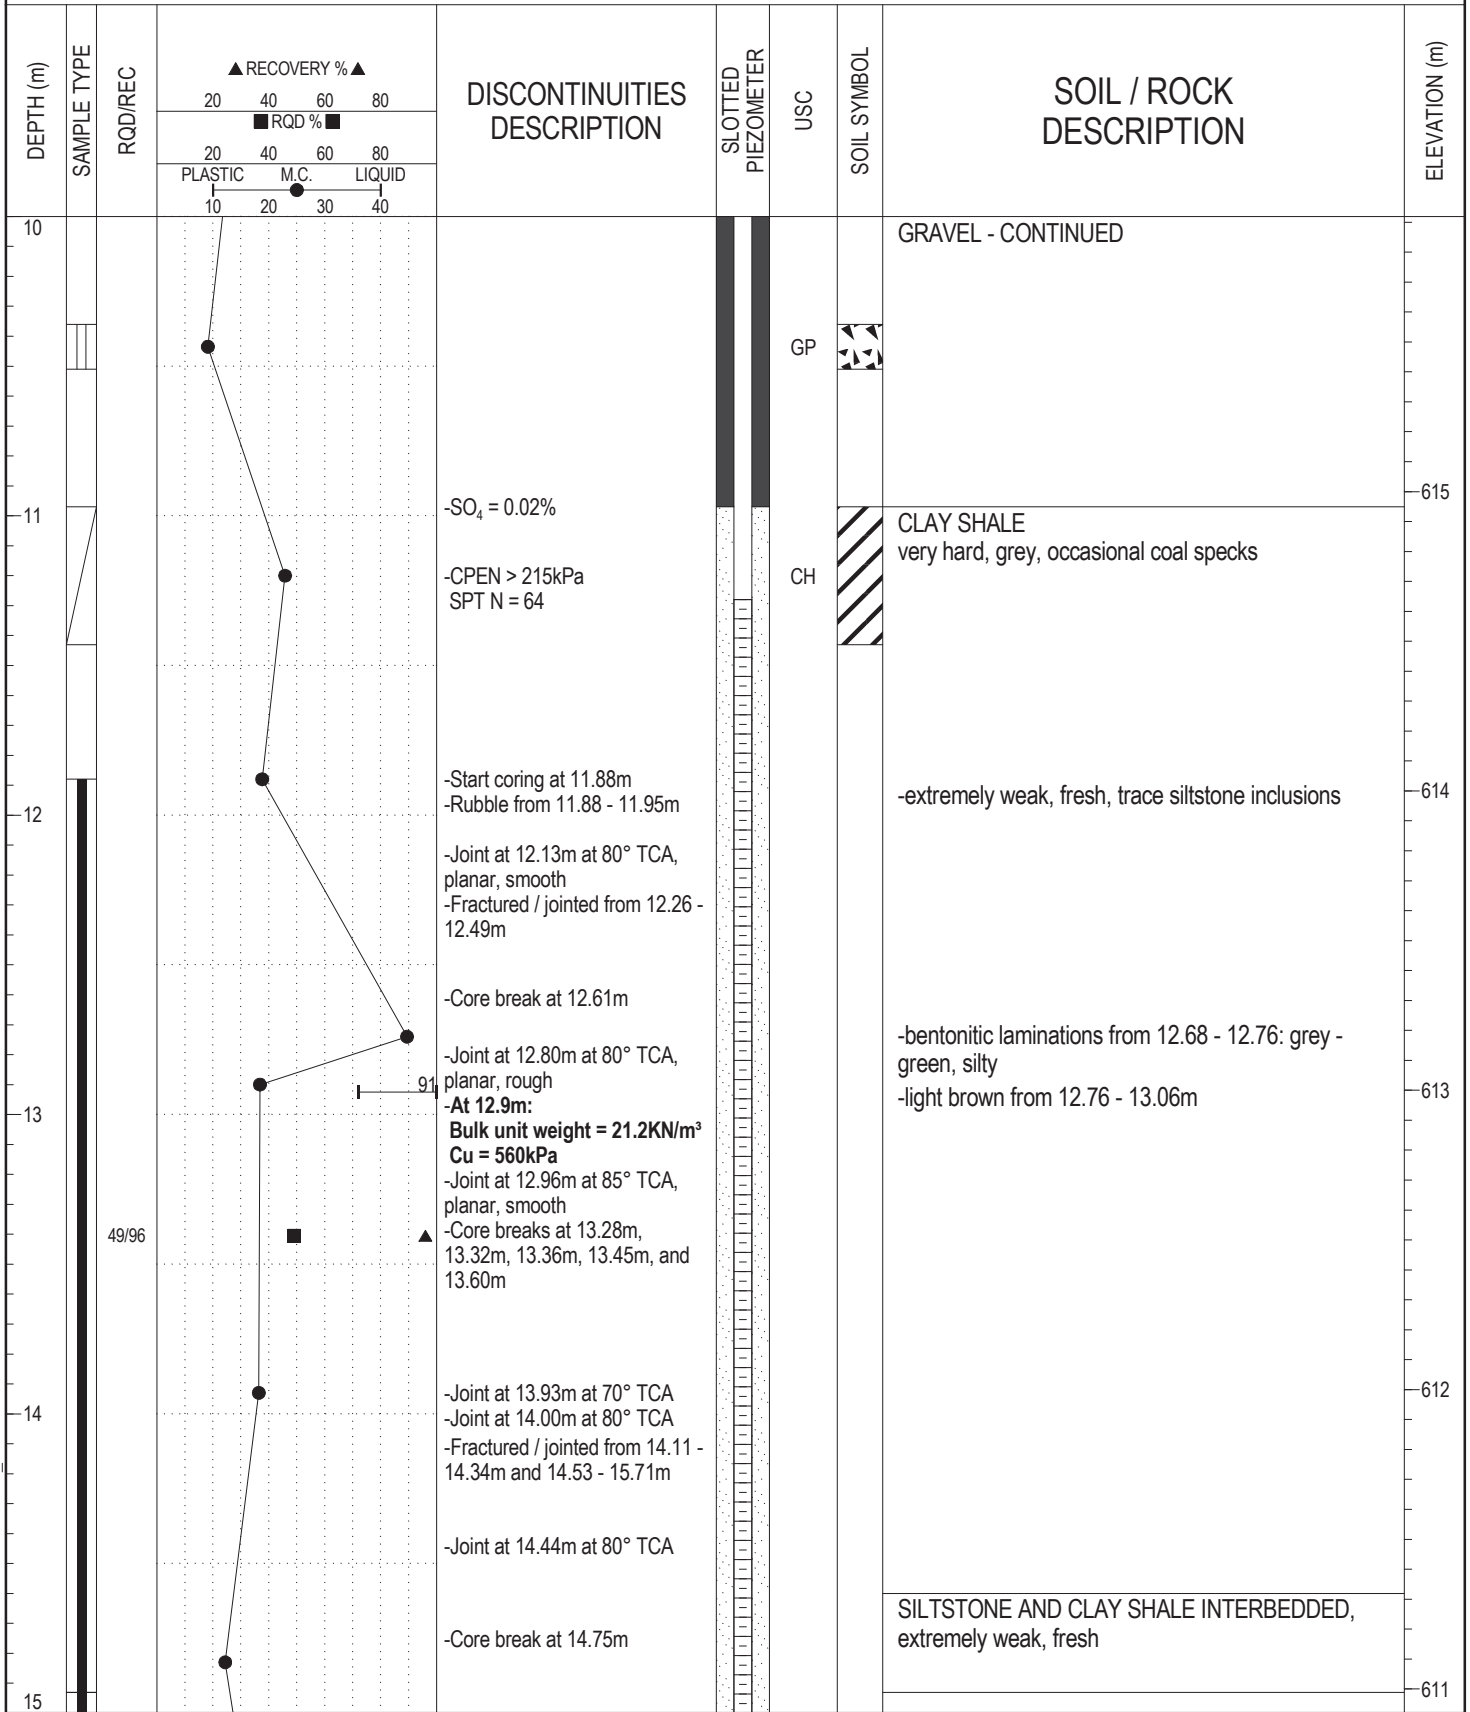 DEPTH (m)
SAMPLE TYPE
RQD/REC
▲ RECOVERY % ▲
20 40 60 80
■ RQD % ■
20 40 60 80
PLASTIC M.C. LIQUID
10 20 30 40
DISCONTINUITIES
DESCRIPTION
SLOTTED
PIEZOMETER
USC
SOIL SYMBOL
SOIL / ROCK
DESCRIPTION
ELEVATION (m)
10
GRAVEL - CONTINUED
GP
615
-SO₄ = 0.02%
11
CLAY SHALE
very hard, grey, occasional coal specks
-CPEN > 215kPa
SPT N = 64
CH
-Start coring at 11.88m
-Rubble from 11.88 - 11.95m
-extremely weak, fresh, trace siltstone inclusions
614
12
-Joint at 12.13m at 80° TCA,
planar, smooth
-Fractured / jointed from 12.26 -
12.49m
-Core break at 12.61m
-bentonitic laminations from 12.68 - 12.76: grey -
green, silty
-light brown from 12.76 - 13.06m
613
-Joint at 12.80m at 80° TCA,
planar, rough
91
-At 12.9m:
Bulk unit weight = 21.2KN/m³
Cu = 560kPa
13
-Joint at 12.96m at 85° TCA,
planar, smooth
49/96
-Core breaks at 13.28m,
13.32m, 13.36m, 13.45m, and
13.60m
612
-Joint at 13.93m at 70° TCA
-Joint at 14.00m at 80° TCA
14
-Fractured / jointed from 14.11 -
14.34m and 14.53 - 15.71m
-Joint at 14.44m at 80° TCA
SILTSTONE AND CLAY SHALE INTERBEDDED,
extremely weak, fresh
-Core break at 14.75m
611
15